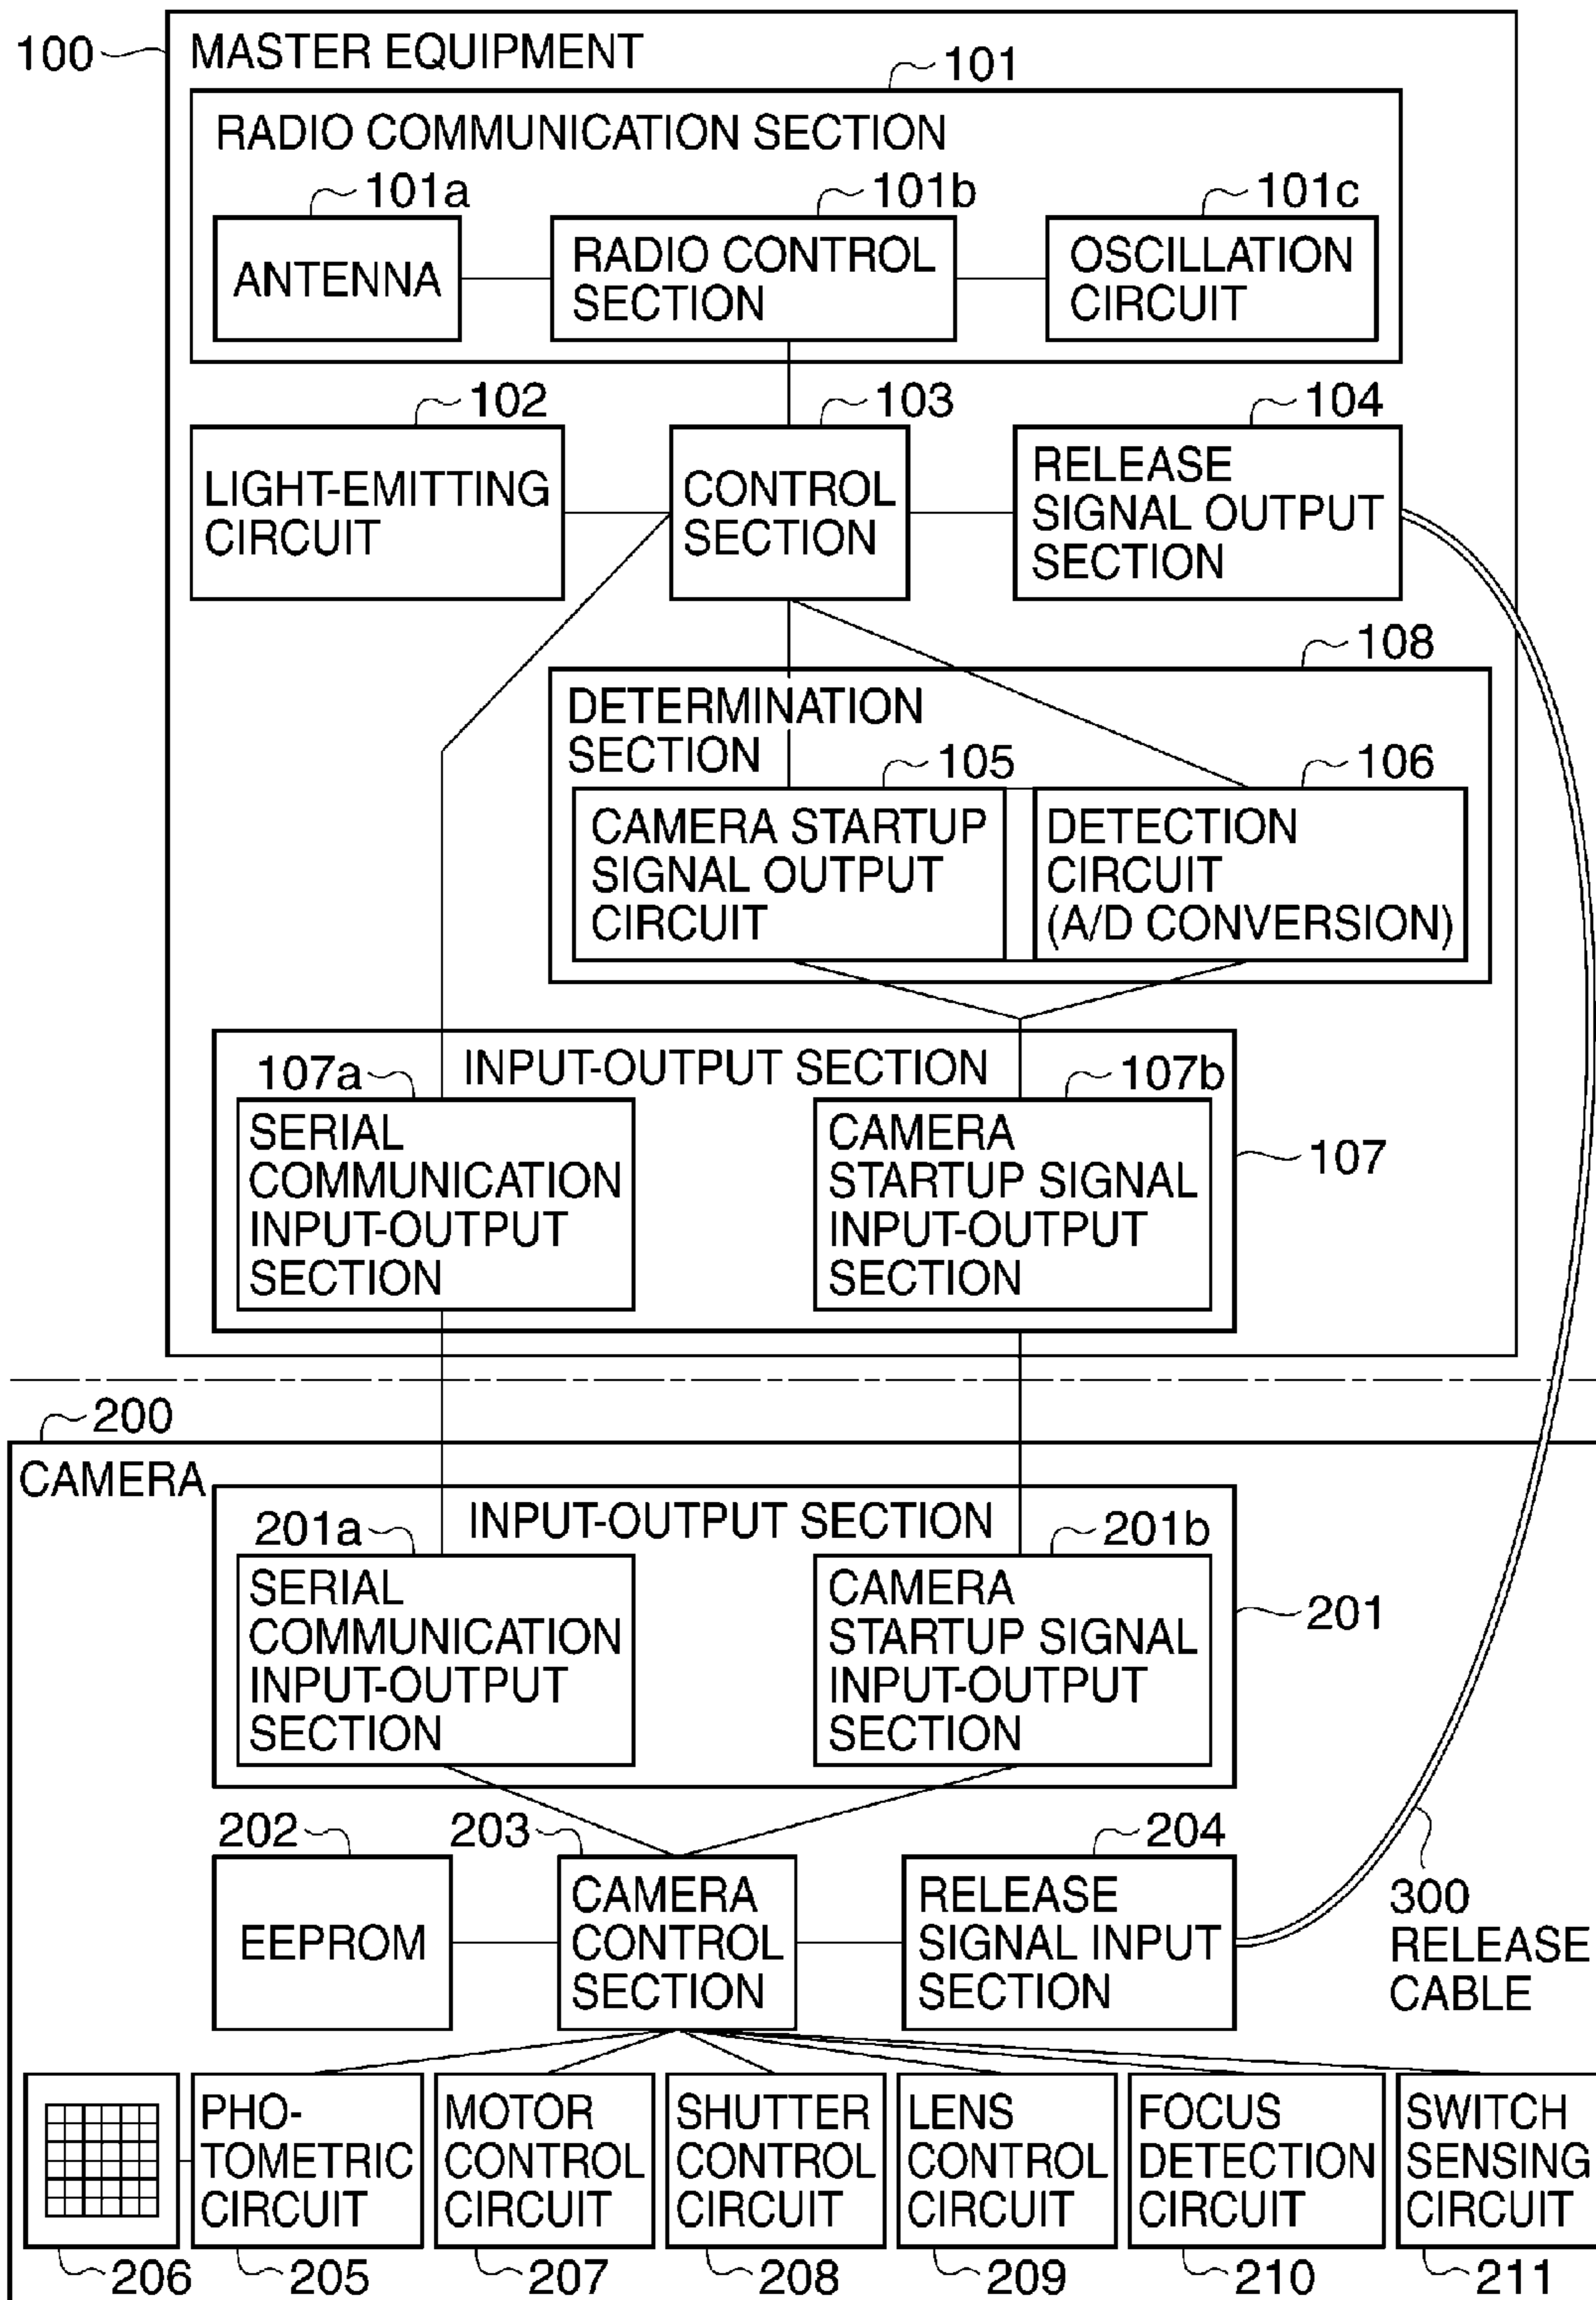 100
MASTER EQUIPMENT
101
RADIO COMMUNICATION SECTION
101a
101b
101c
ANTENNA
RADIO CONTROL
SECTION
OSCILLATION
CIRCUIT
102
103
104
LIGHT-EMITTING
CIRCUIT
CONTROL
SECTION
RELEASE
SIGNAL OUTPUT
SECTION
108
DETERMINATION
SECTION
105
106
CAMERA STARTUP
SIGNAL OUTPUT
CIRCUIT
DETECTION
CIRCUIT
(A/D CONVERSION)
INPUT-OUTPUT SECTION
107a
107b
SERIAL
COMMUNICATION
INPUT-OUTPUT
SECTION
CAMERA
STARTUP SIGNAL
INPUT-OUTPUT
SECTION
107
200
CAMERA
INPUT-OUTPUT SECTION
201a
201b
SERIAL
COMMUNICATION
INPUT-OUTPUT
SECTION
CAMERA
STARTUP SIGNAL
INPUT-OUTPUT
SECTION
201
202
203
204
EEPROM
CAMERA
CONTROL
SECTION
RELEASE
SIGNAL INPUT
SECTION
300
RELEASE
CABLE
PHO-
TOMETRIC
CIRCUIT
MOTOR
CONTROL
CIRCUIT
SHUTTER
CONTROL
CIRCUIT
LENS
CONTROL
CIRCUIT
FOCUS
DETECTION
CIRCUIT
SWITCH
SENSING
CIRCUIT
206
205
207
208
209
210
211